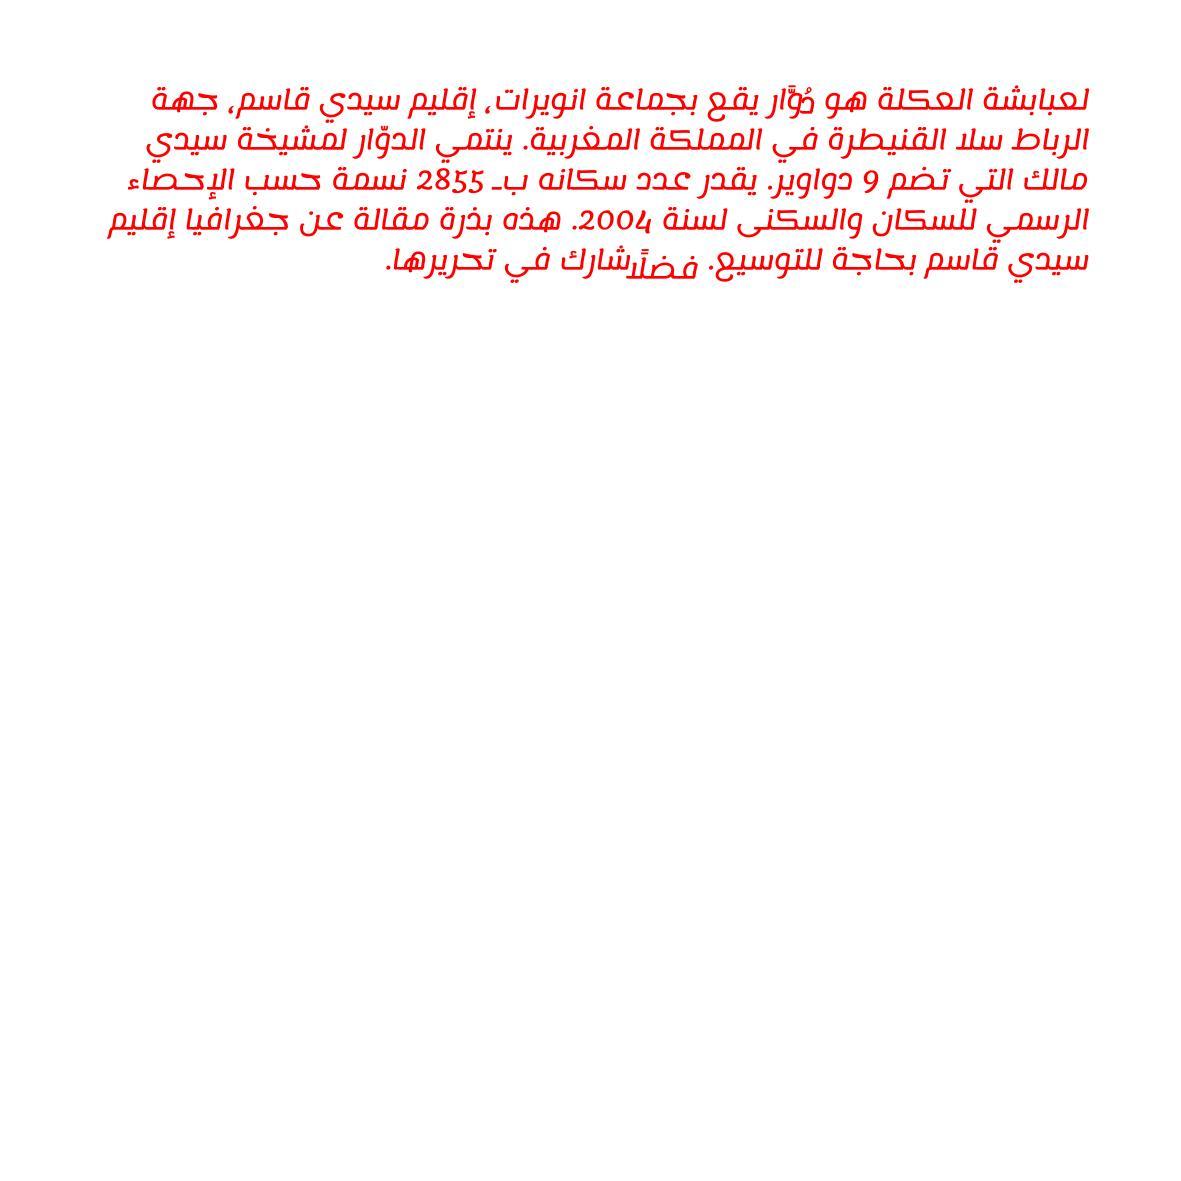 لعبابشة العكلة هو دُوَّار يقع بجماعة انويرات، إقليم سيدي قاسم، جهة
الرباط سلا القنيطرة في المملكة المغربية. ينتمي الدوّار لمشيخة سيدي
مالك التي تضم 9 دواوير. يقدر عدد سكانه بـ 2855 نسمة حسب الإحصاء
الرسمي للسكان والسكنى لسنة 2004. هذه بذرة مقالة عن جغرافيا إقليم
سيدي قاسم بحاجة للتوسيع. فضلًا شارك في تحريرها.